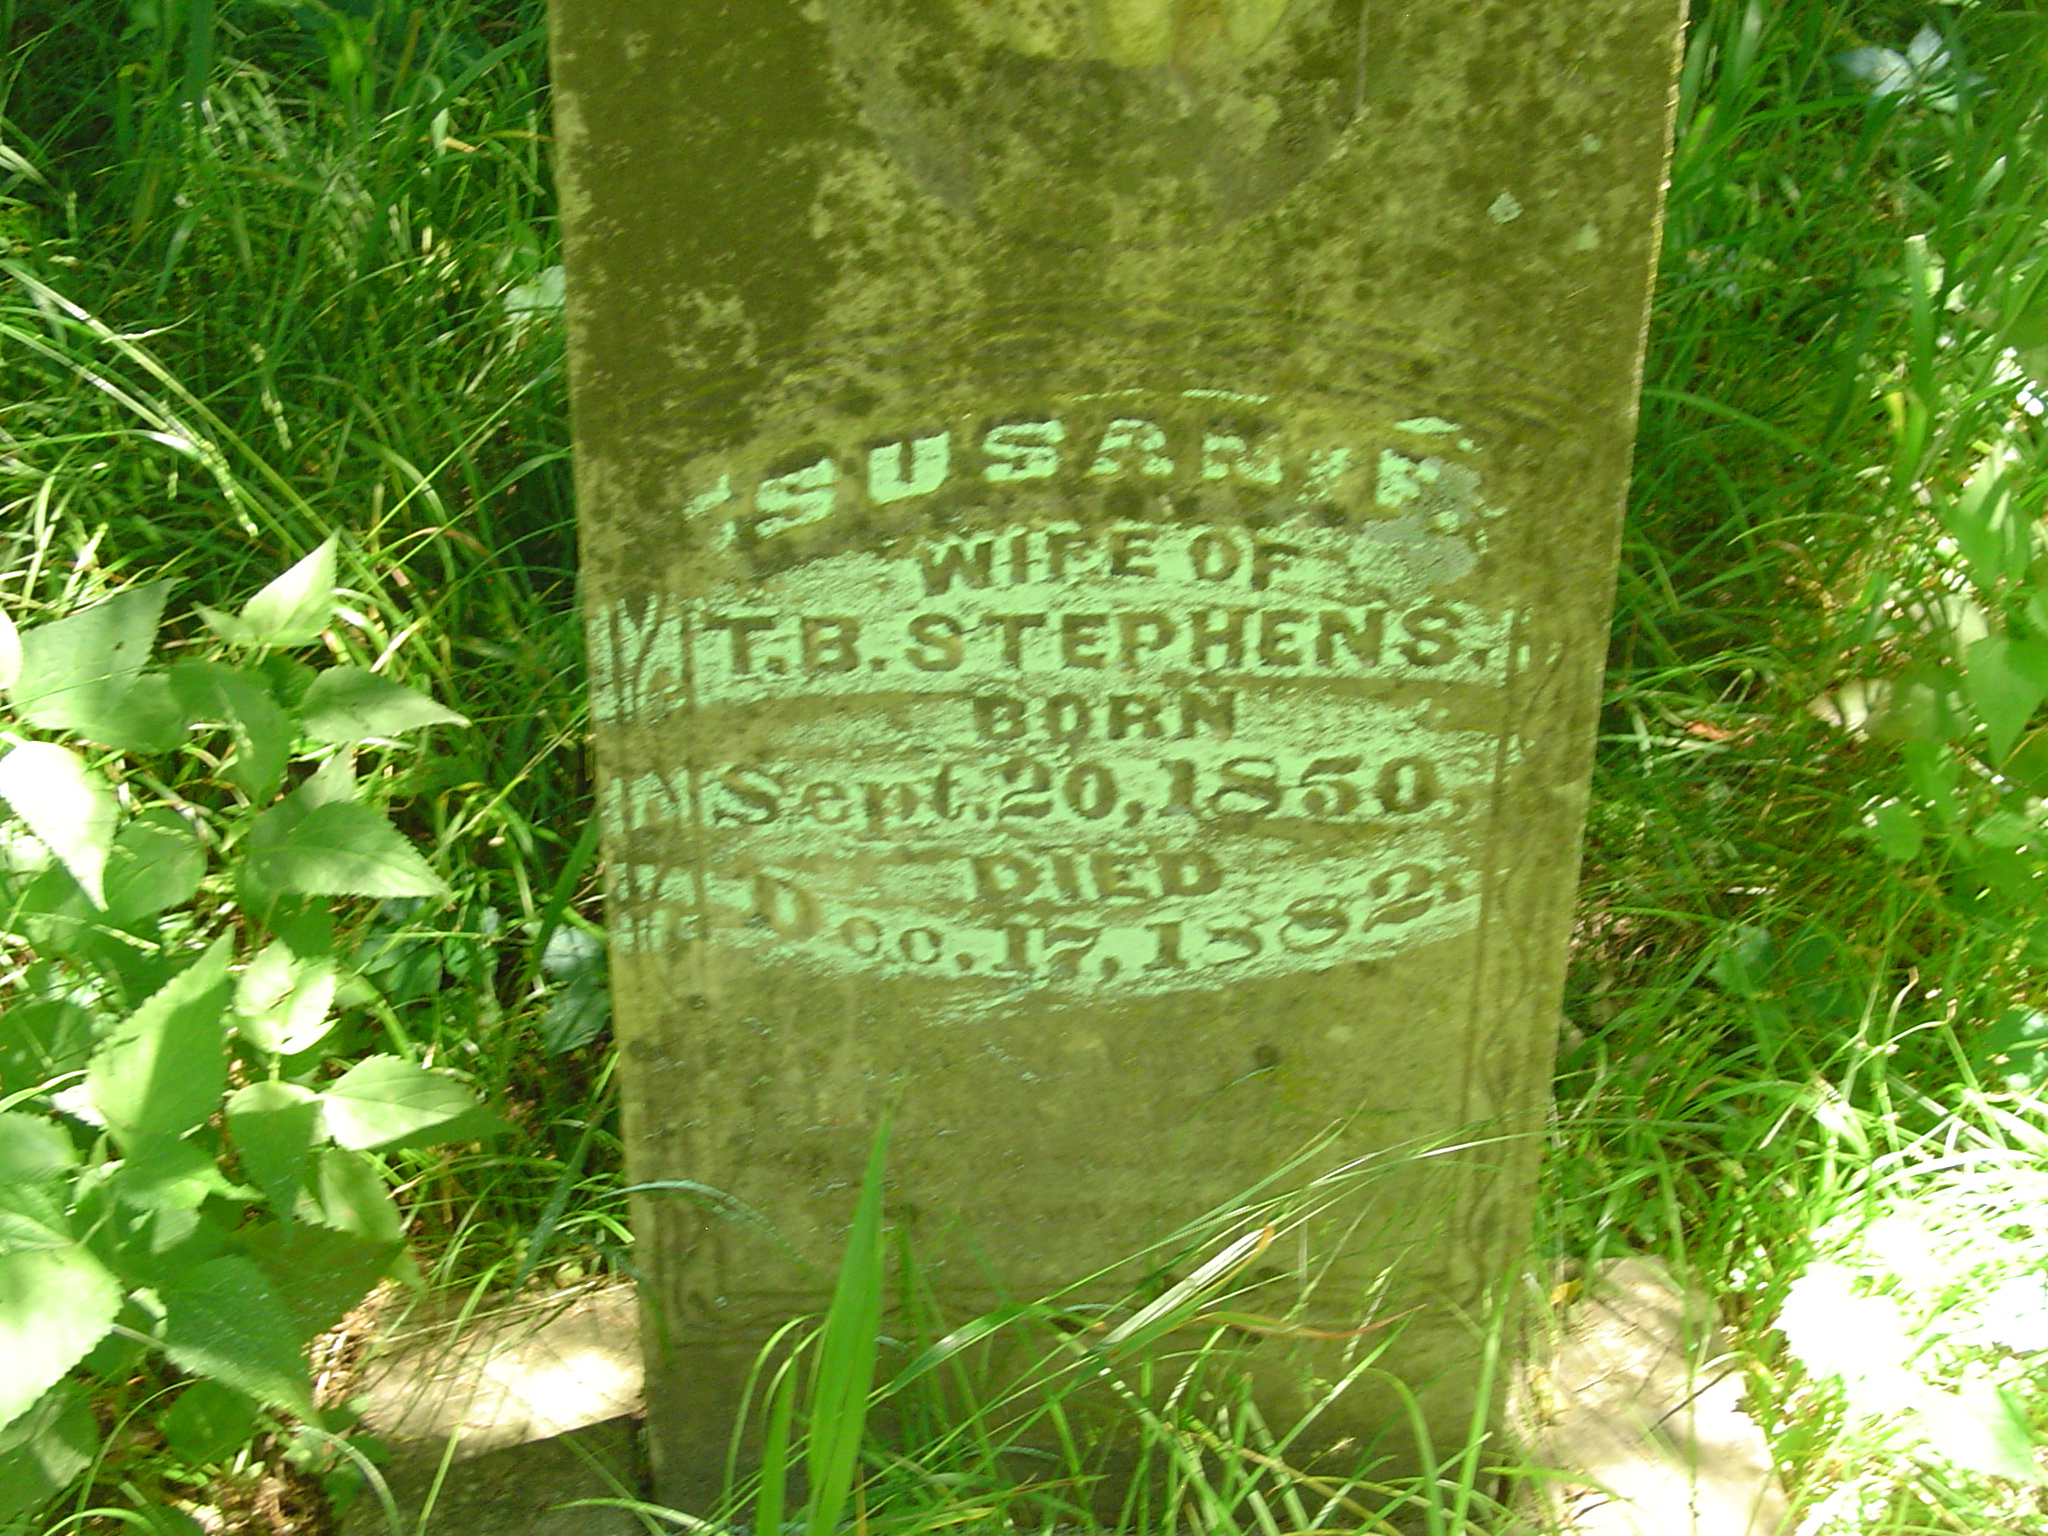 SUSAN
WIFE OF
T. B. STEPHENS.
BORN
Sept. 20, 1850,
DIED
Dec. 17, 1882.